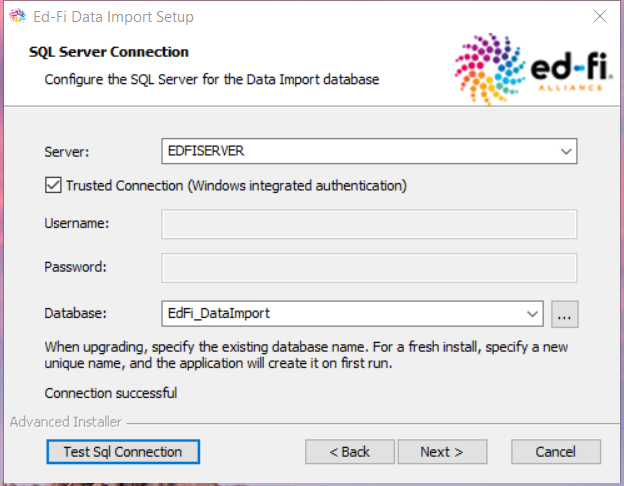 Ed-Fi Data Import Setup
SQL Server Connection
Configure the SQL Server for the Data Import database
ed-fi
ALLIANCE
Server:
EDFISERVER
Trusted Connection (Windows integrated authentication)
Username:
Password:
Database:
EdFi_DataImport
...
When upgrading, specify the existing database name. For a fresh install, specify a new
unique name, and the application will create it on first run.
Connection successful
Advanced Installer
Test Sql Connection
< Back
Next >
Cancel